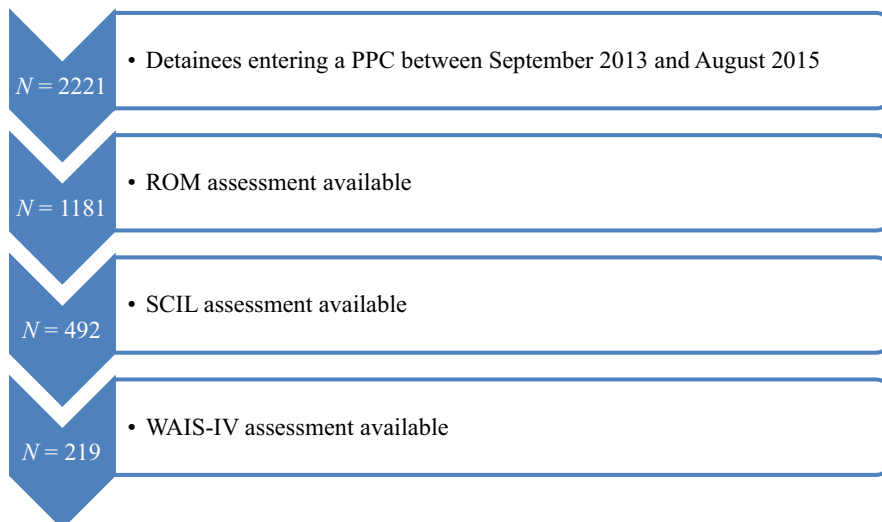 N = 2221
• Detainees entering a PPC between September 2013 and August 2015
N = 1181
• ROM assessment available
N = 492
• SCIL assessment available
N = 219
• WAIS-IV assessment available